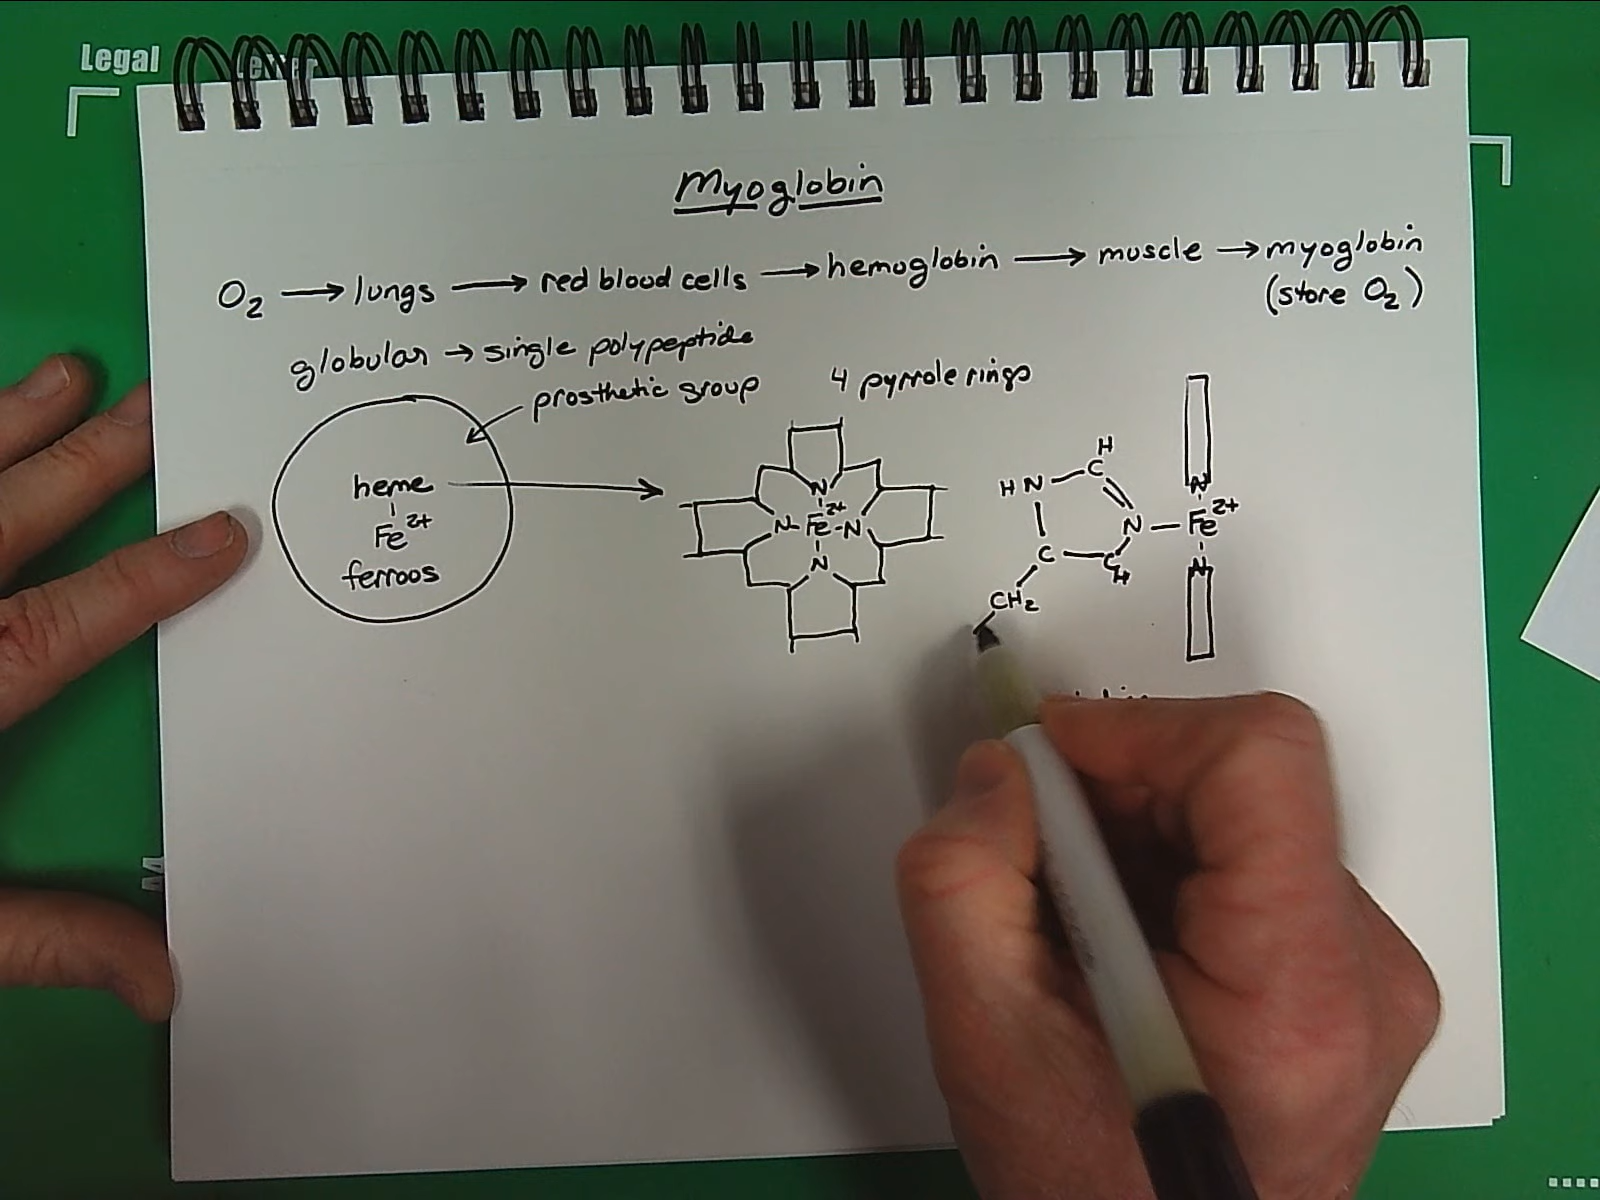 Legal
Letter
Myoglobin
O2 → lungs → red blood cells → hemoglobin → muscle → myoglobin
(store O2)
globular → single polypeptide
prosthetic group
4 pyrrole rings
heme
Fe2+
ferroos
N
N-Fe2+-N
N
H
HN C
N-Fe2+
C C
H
CH2
N
N